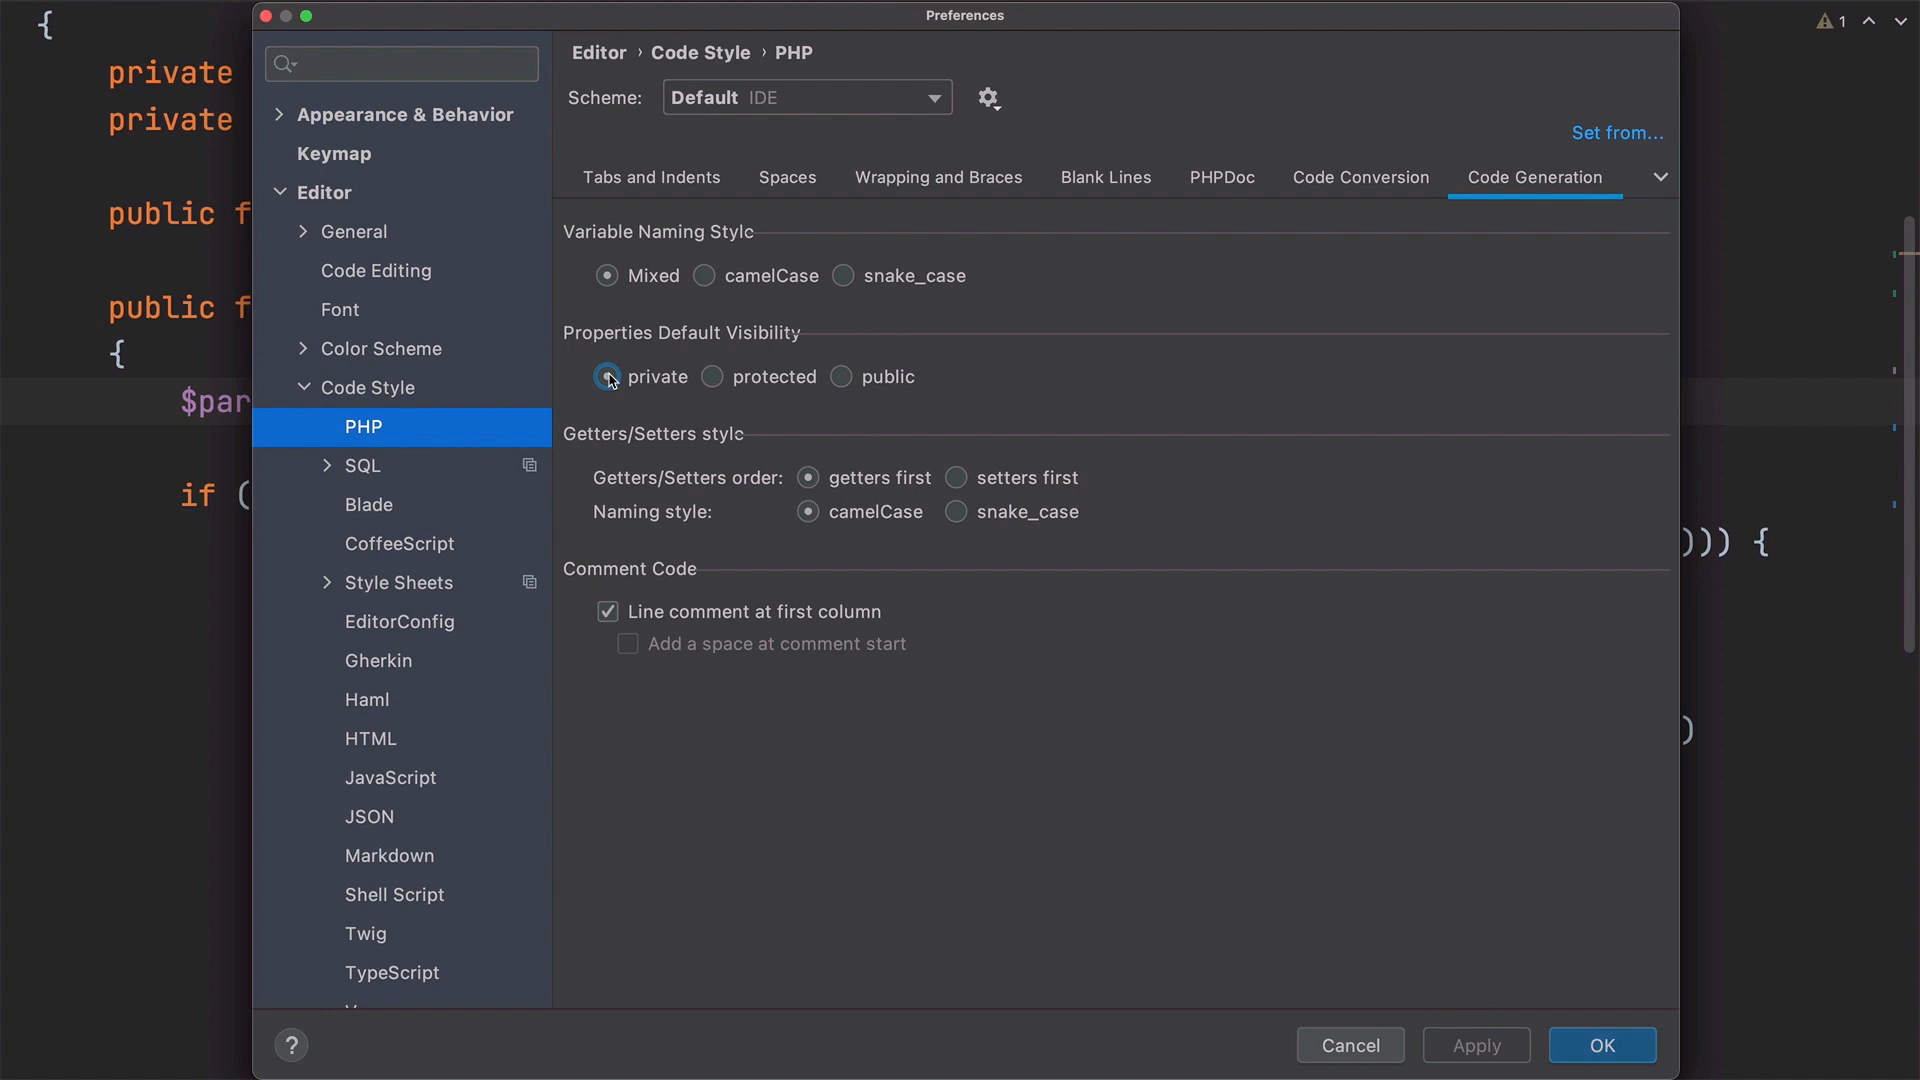 Preferences
{
private
private
public f
public f
{
$par
if (
))) {
)
1
Appearance & Behavior
Keymap
Editor
General
Code Editing
Font
Color Scheme
Code Style
PHP
SQL
Blade
CoffeeScript
Style Sheets
EditorConfig
Gherkin
Haml
HTML
JavaScript
JSON
Markdown
Shell Script
Twig
TypeScript
Editor › Code Style › PHP
Scheme: Default IDE
Set from...
Tabs and Indents Spaces Wrapping and Braces Blank Lines PHPDoc Code Conversion Code Generation
Variable Naming Style
Mixed camelCase snake_case
Properties Default Visibility
private protected public
Getters/Setters style
Getters/Setters order: getters first setters first
Naming style: camelCase snake_case
Comment Code
Line comment at first column
Add a space at comment start
? Cancel Apply OK